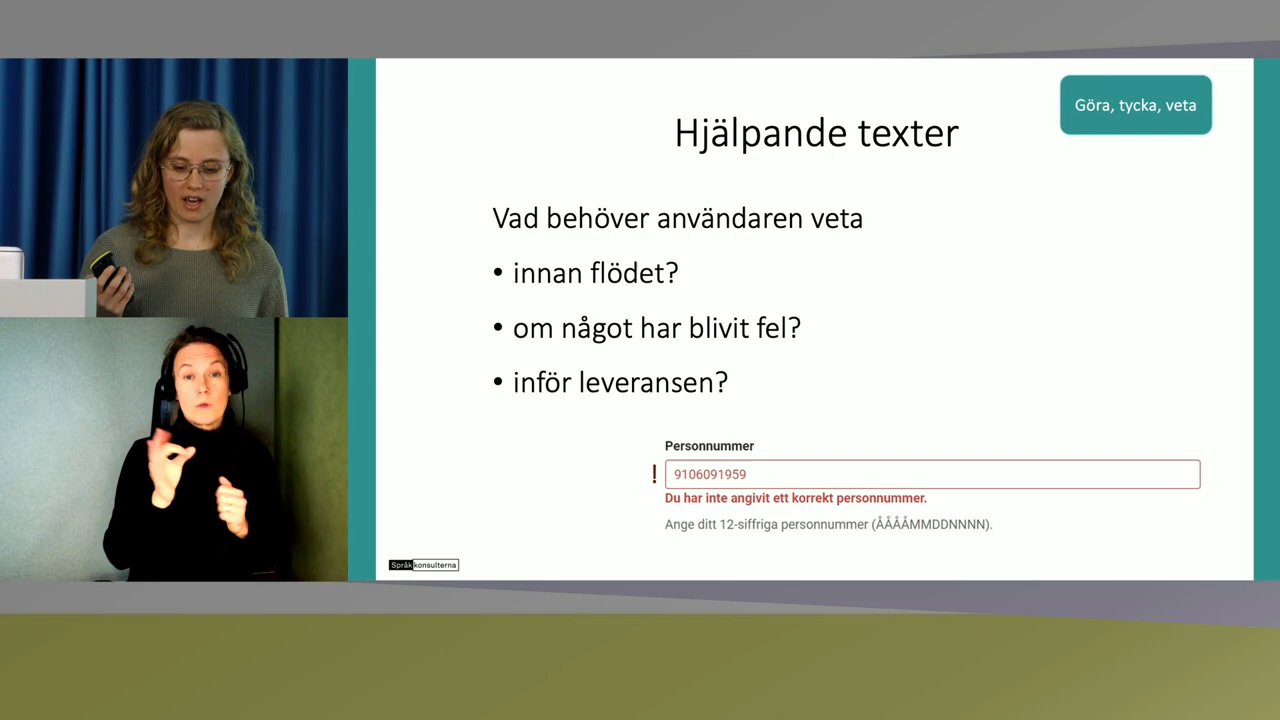 Göra, tycka, veta
Hjälpande texter
Vad behöver användaren veta
• innan flödet?
• om något har blivit fel?
• inför leveransen?
Personnummer
! 9106091959
Du har inte angivit ett korrekt personnummer.
Ange ditt 12-siffriga personnummer (ÅÅÅÅMMDDNNNN).
Språkkonsulterna